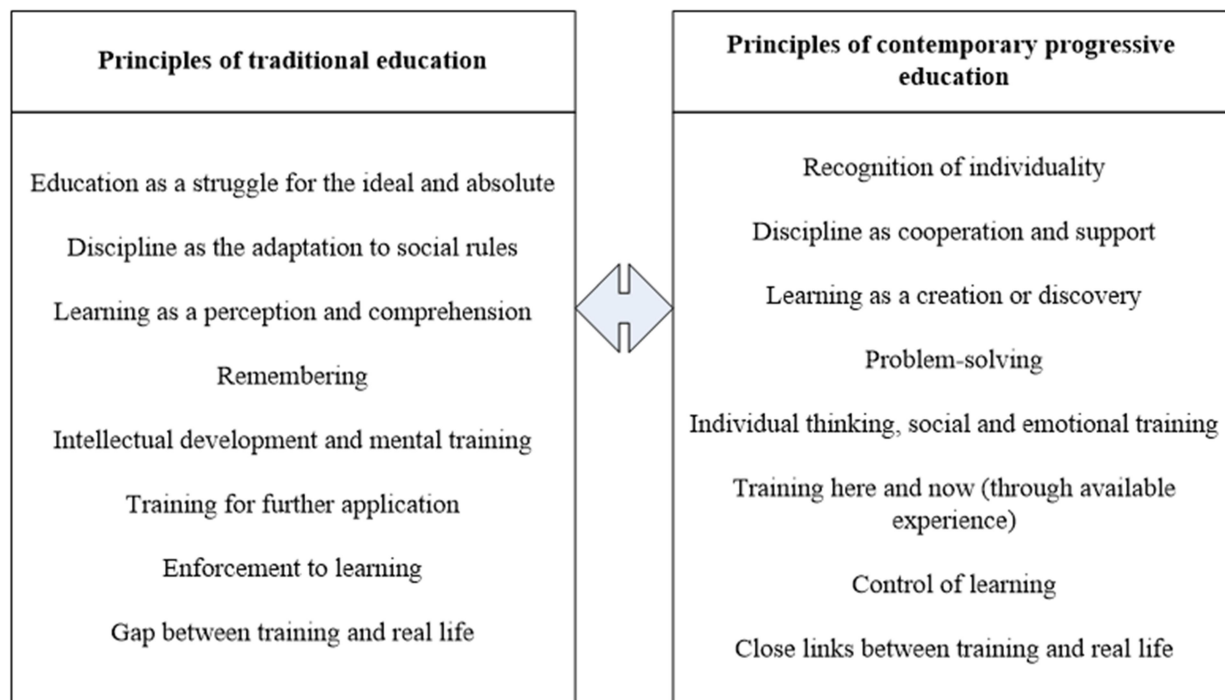 Principles of traditional education
Education as a struggle for the ideal and absolute
Discipline as the adaptation to social rules
Learning as a perception and comprehension
Remembering
Intellectual development and mental training
Training for further application
Enforcement to learning
Gap between training and real life
Principles of contemporary progressive
education
Recognition of individuality
Discipline as cooperation and support
Learning as a creation or discovery
Problem-solving
Individual thinking, social and emotional training
Training here and now (through available
experience)
Control of learning
Close links between training and real life